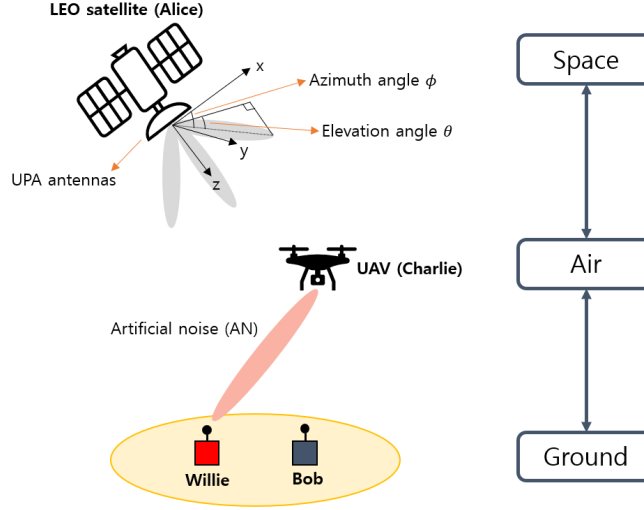 LEO satellite (Alice)
x
Azimuth angle ϕ
Elevation angle θ
y
z
UPA antennas
UAV (Charlie)
Artificial noise (AN)
Willie
Bob
Space
Air
Ground